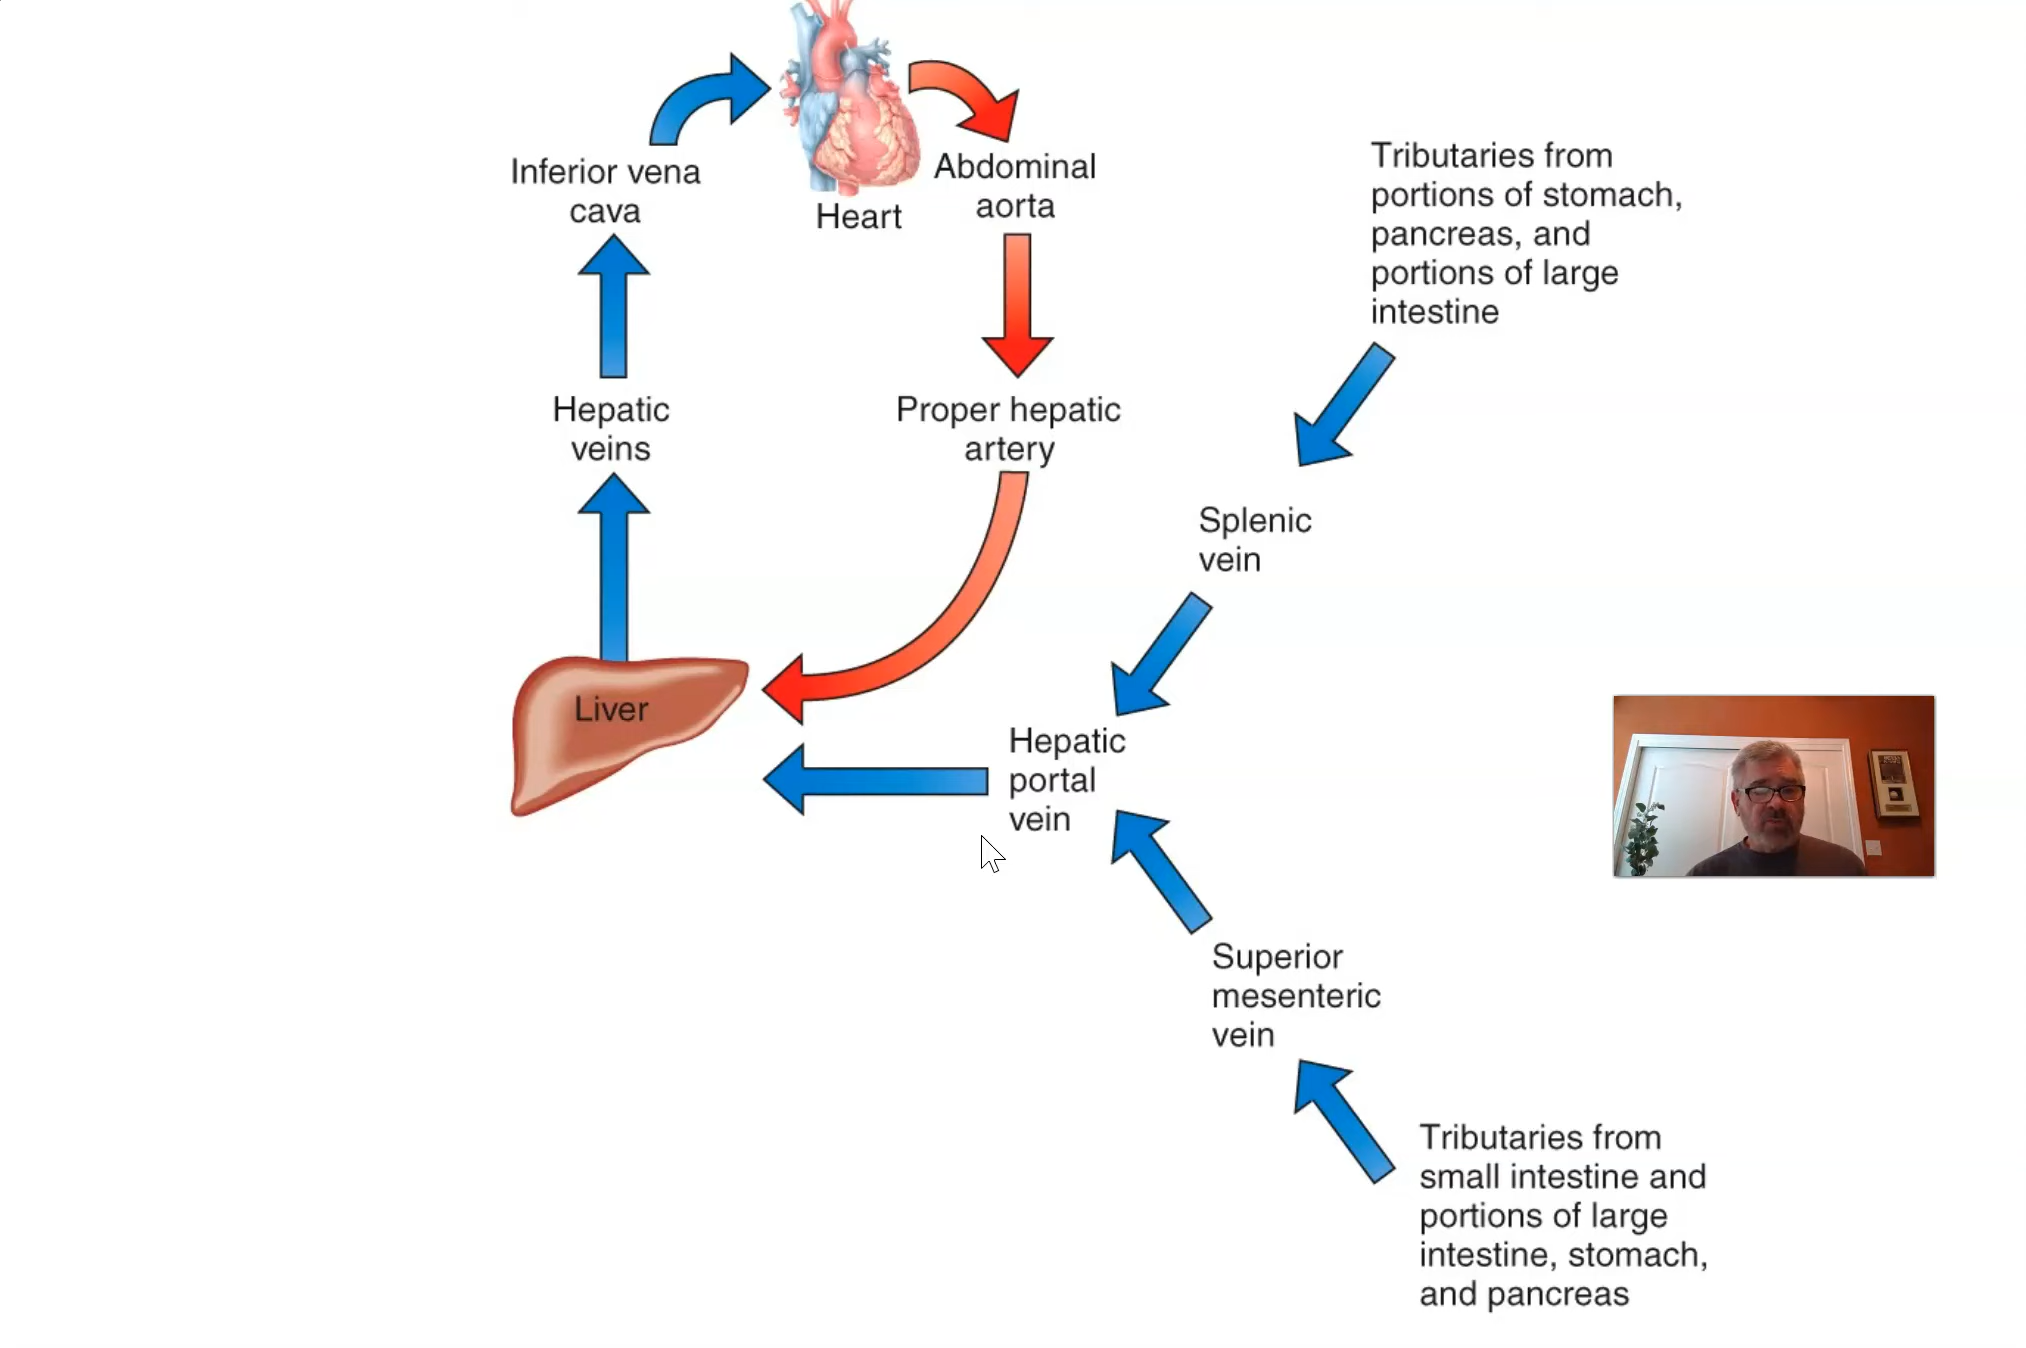 Inferior vena
cava
Heart
Abdominal
aorta
Tributaries from
portions of stomach,
pancreas, and
portions of large
intestine
Hepatic
veins
Proper hepatic
artery
Splenic
vein
Liver
Hepatic
portal
vein
Superior
mesenteric
vein
Tributaries from
small intestine and
portions of large
intestine, stomach,
and pancreas